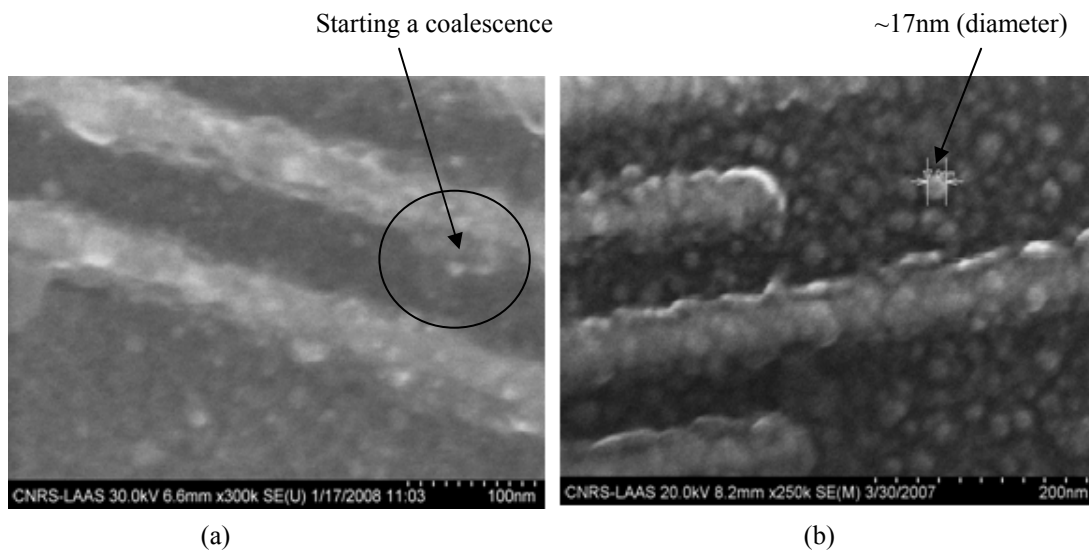 Starting a coalescence
~17nm (diameter)
CNRS-LAAS 30.0kV 6.6mm x300k SE(U) 1/17/2008 11:03
100nm
CNRS-LAAS 20.0kV 8.2mm x250k SE(M) 3/30/2007
200nm
(a)
(b)